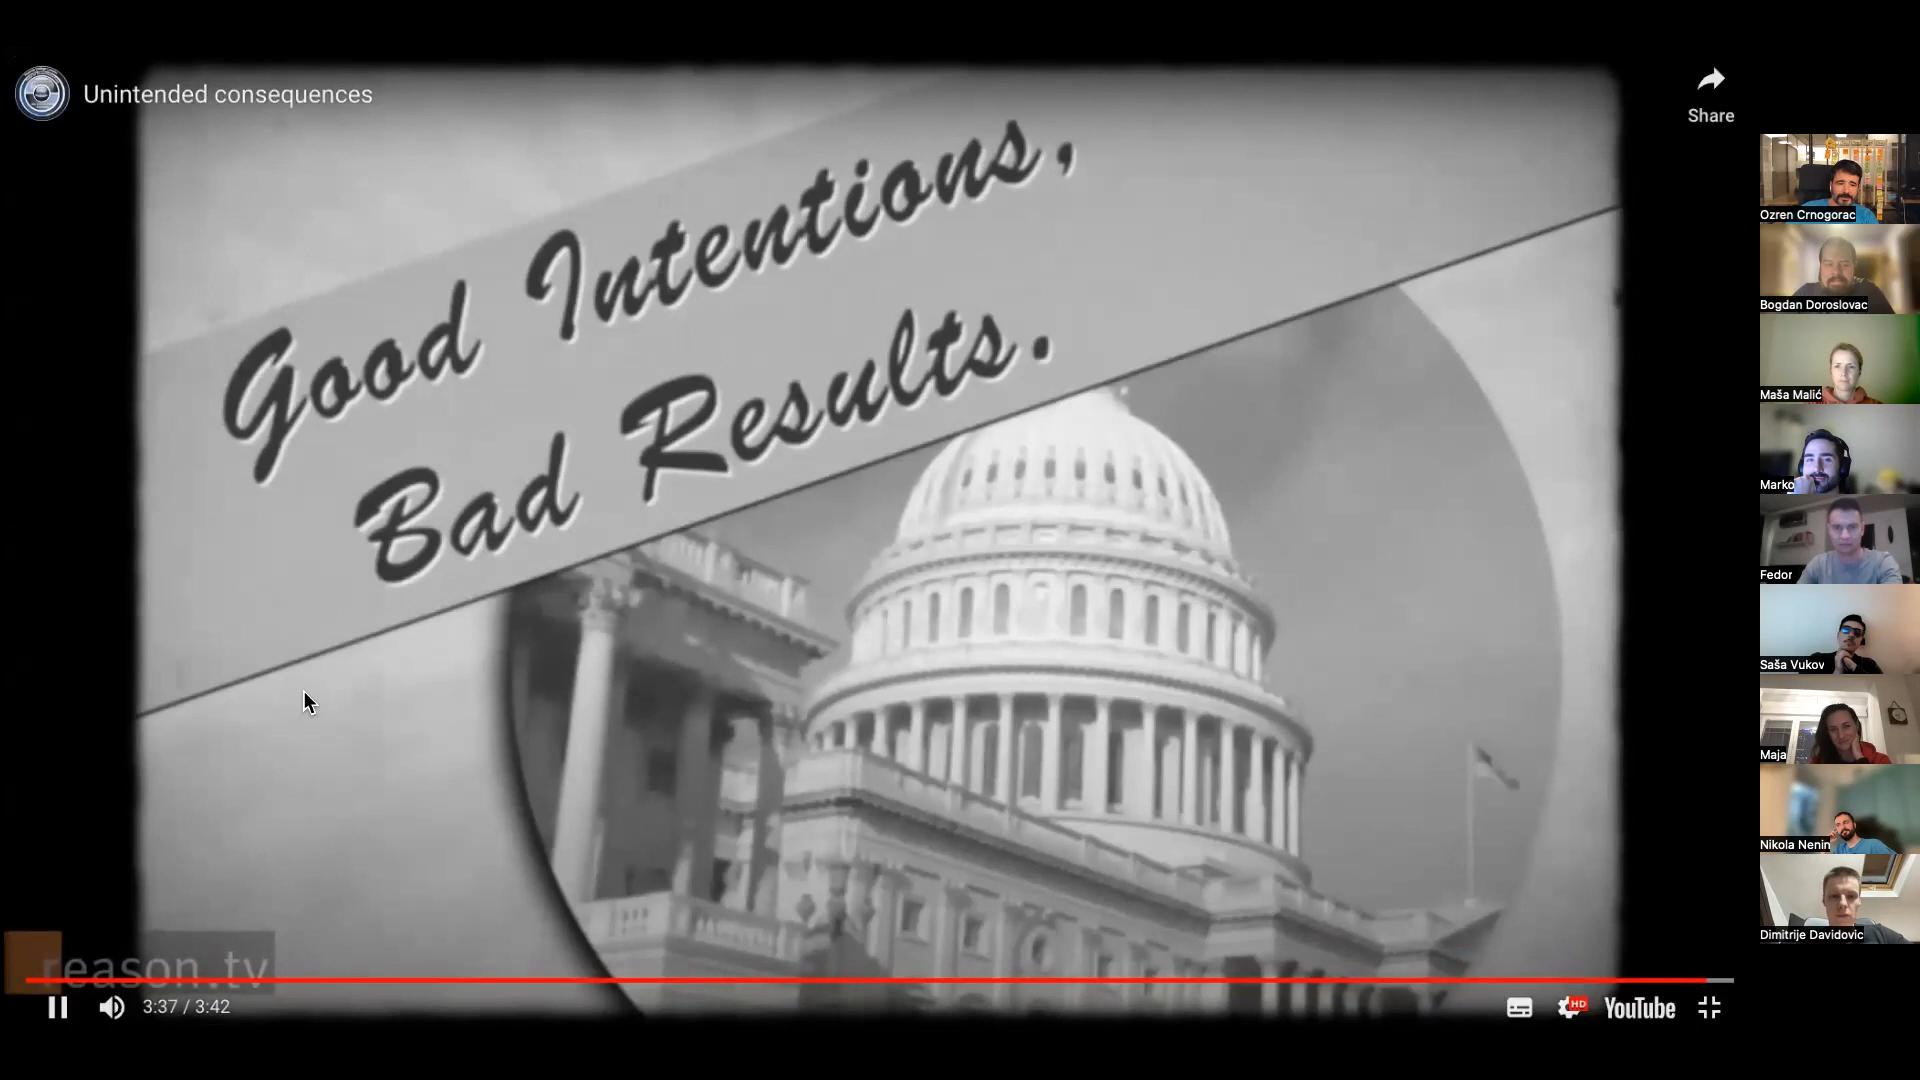 Unintended consequences
Share
Good Intentions,
Bad Results.
reason.tv
3:37 / 3:42
HD
YouTube
Ozren Crnogorac
Bogdan Doroslovac
Maša Malić
Marko
Fedor
Saša Vukov
Maja
Nikola Nenin
Dimitrije Davidovic